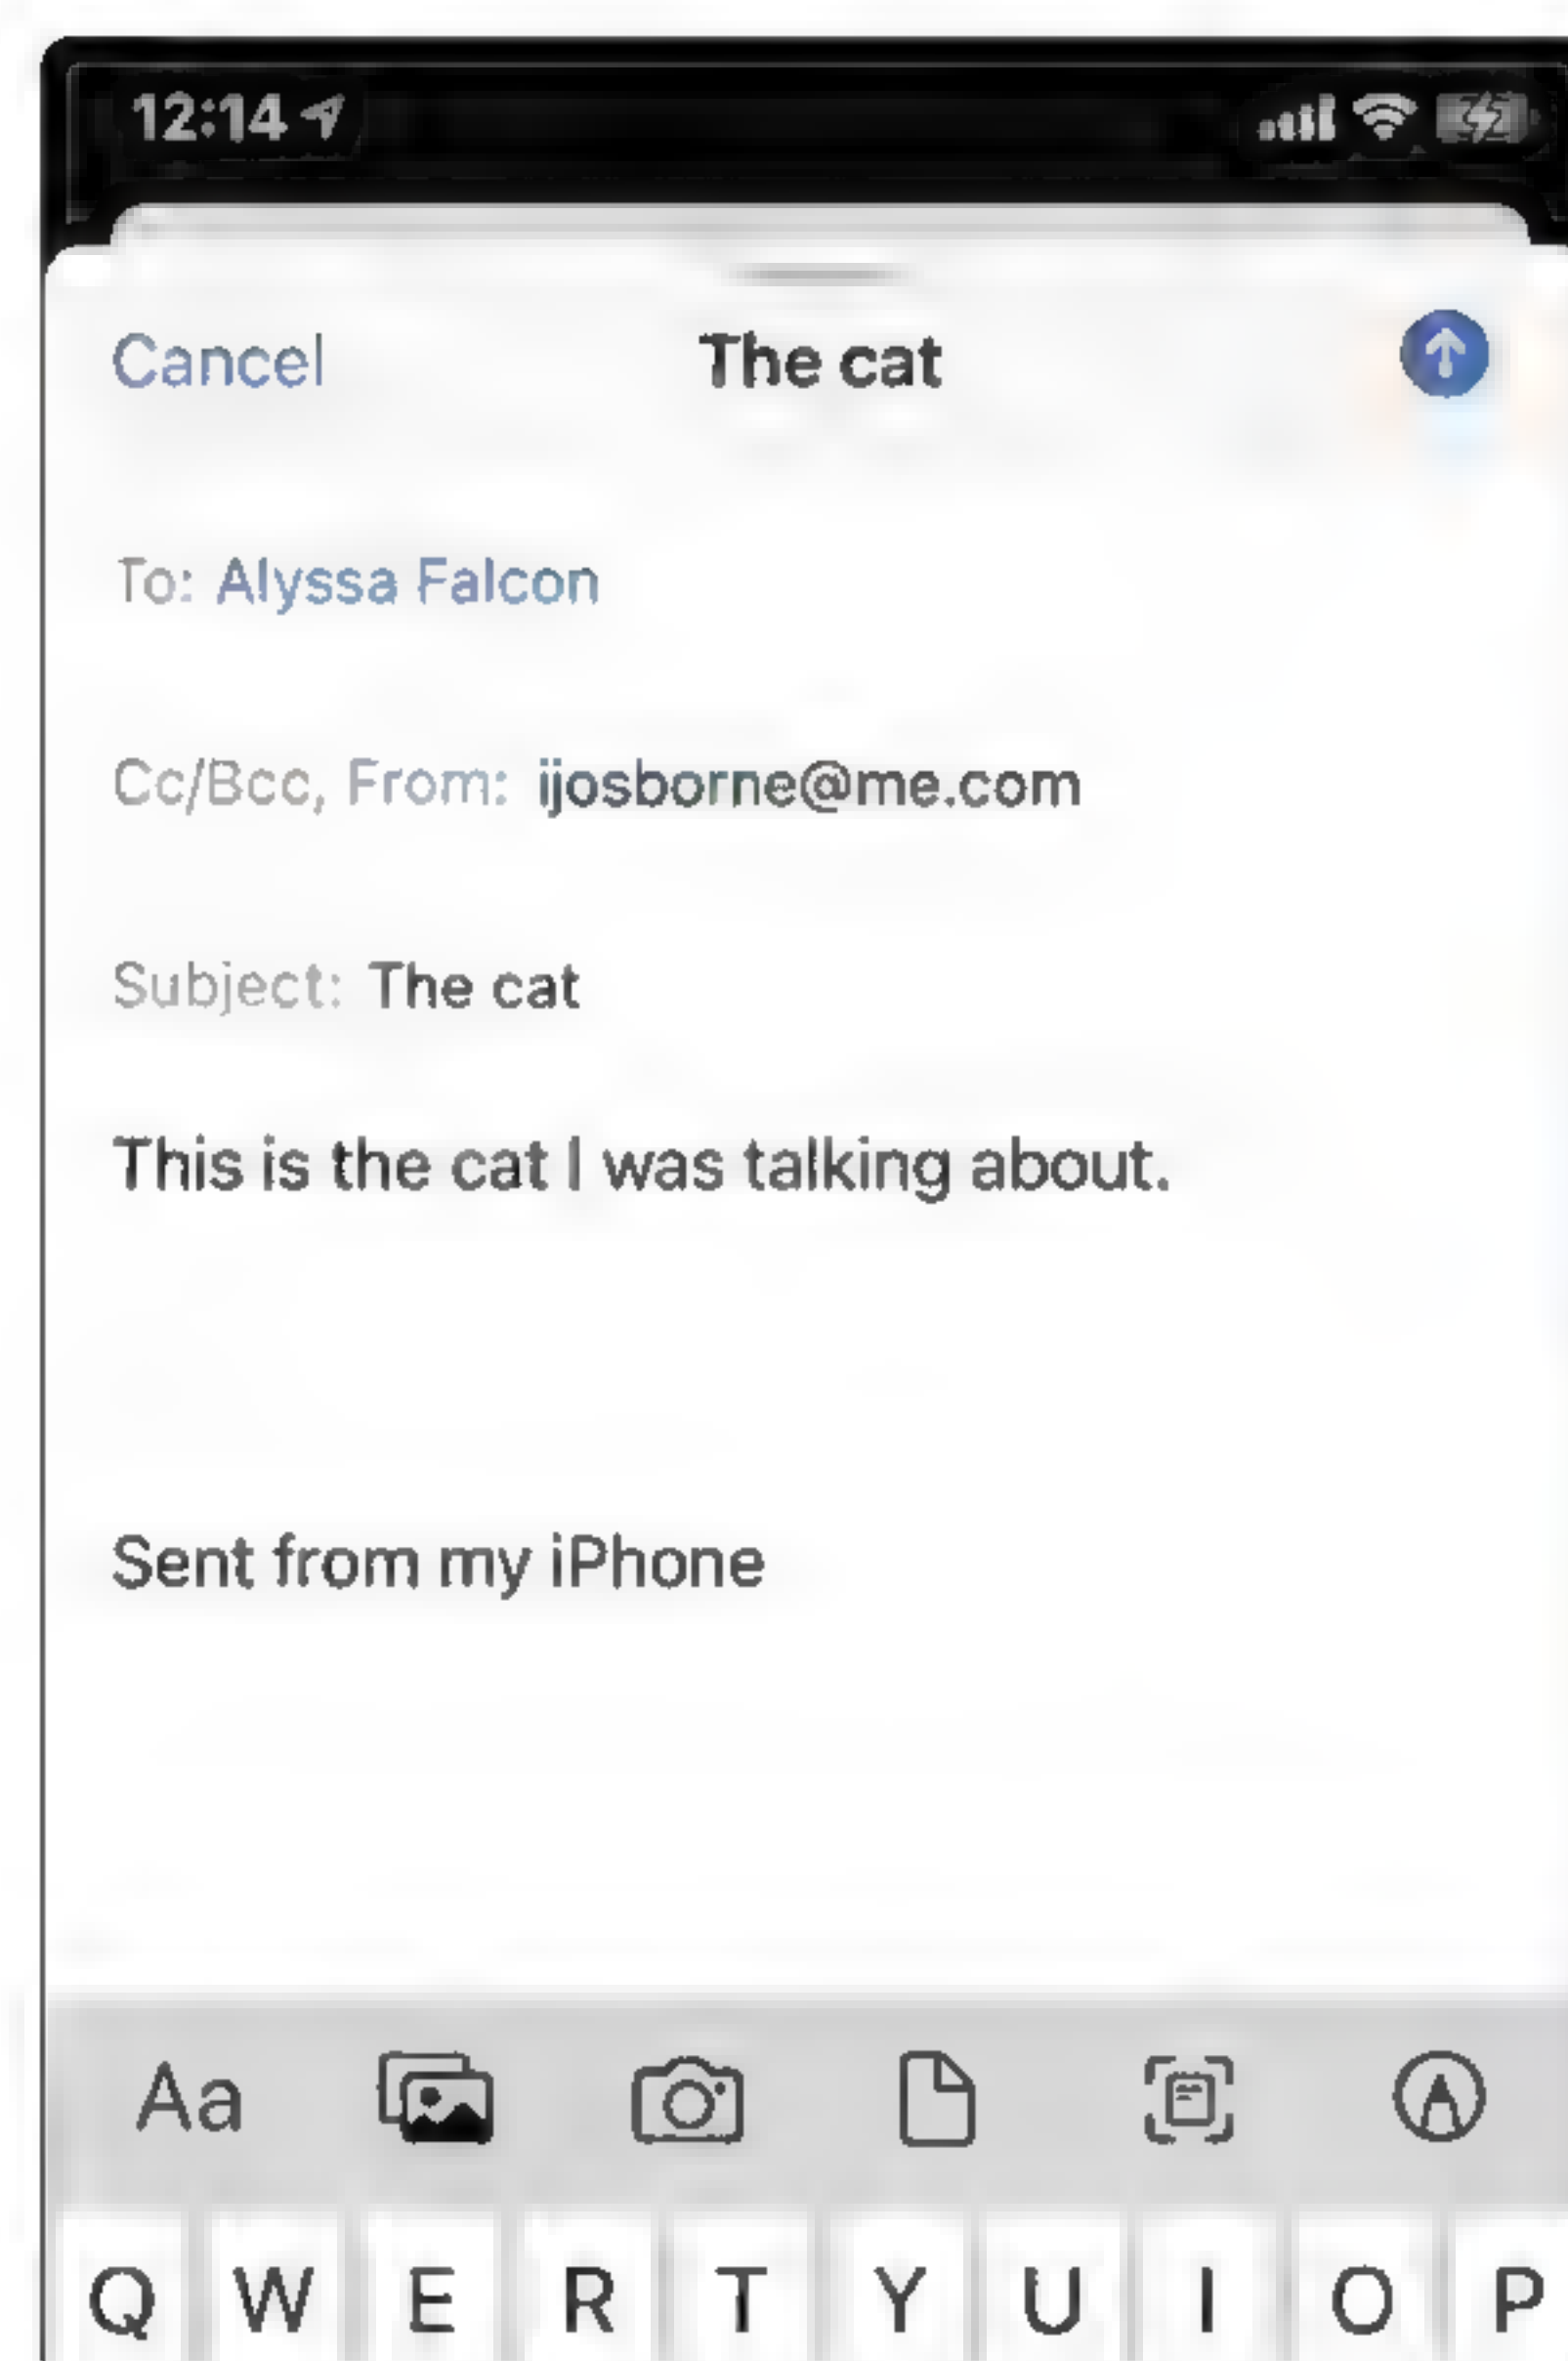 12:14
Cancel The cat
To: Alyssa Falcon
Cc/Bcc, From: ijosborne@me.com
Subject: The cat
This is the cat I was talking about.
Sent from my iPhone
Aa
Q W E R T Y U I O P